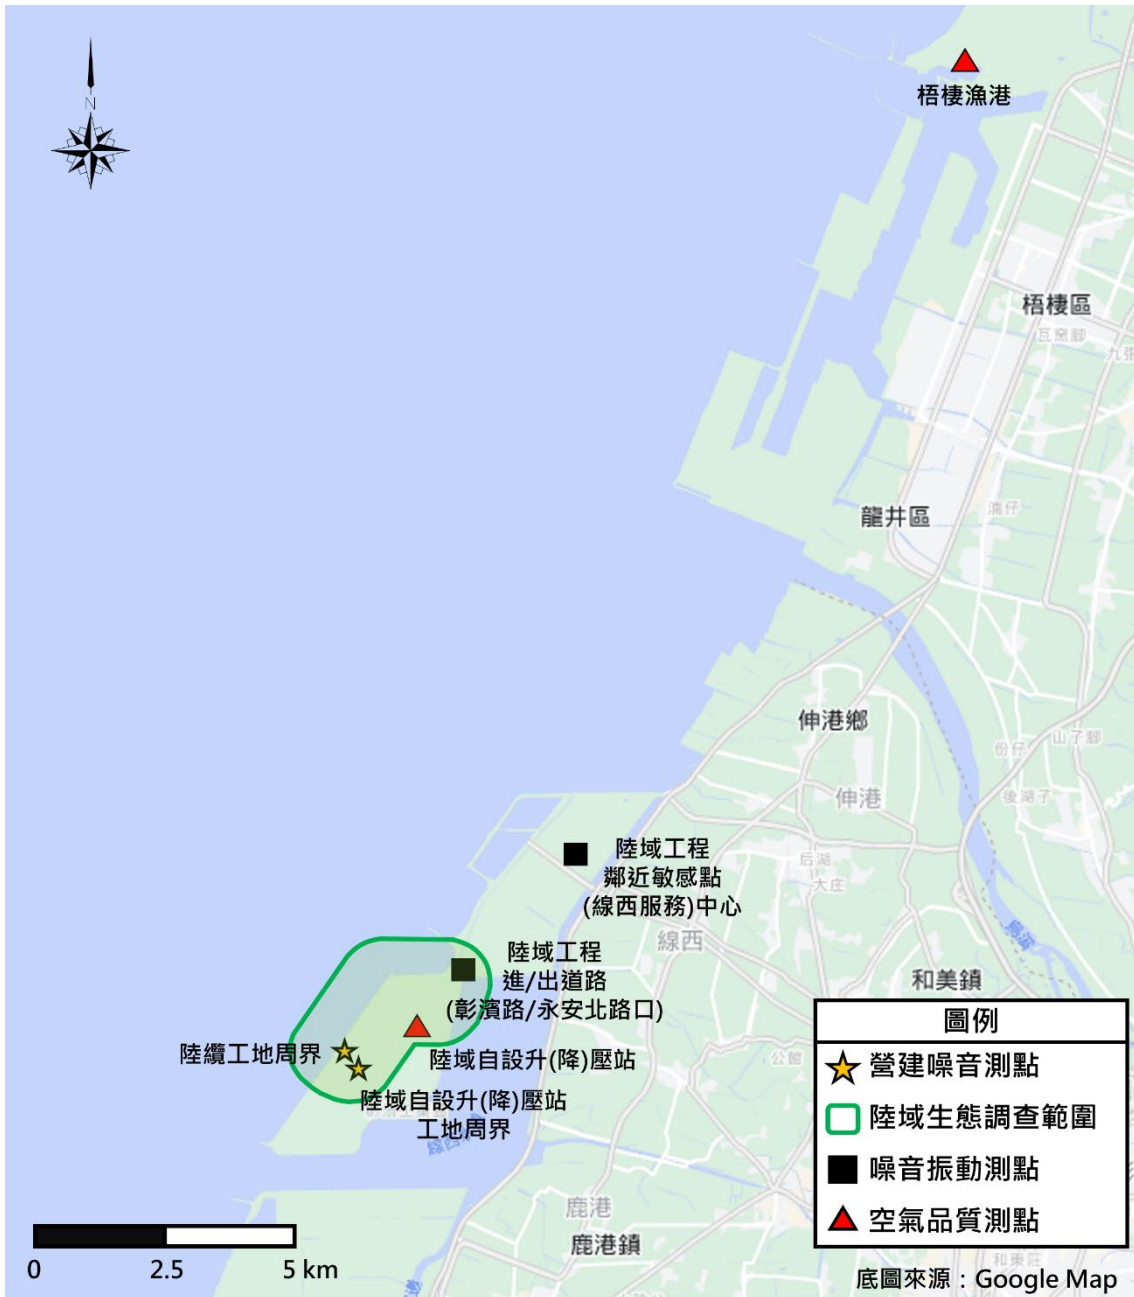 N
梧棲漁港
梧棲區
瓦窯腳
九張
龍井區
湳仔
伸港鄉
山子腳
份仔
伸港
後湖子
陸域工程
鄰近敏感點
(線西服務)中心
后湖
大庄
線西
陸域工程
進/出道路
(彰濱路/永安北路口)
和美鎮
陸纜工地周界
陸域自設升(降)壓站
公館
陸域自設升(降)壓站
工地周界
鹿港
鹿港鎮
圖例
營建噪音測點
陸域生態調查範圍
噪音振動測點
空氣品質測點
和東莊
0 2.5 5 km
底圖來源：Google Map